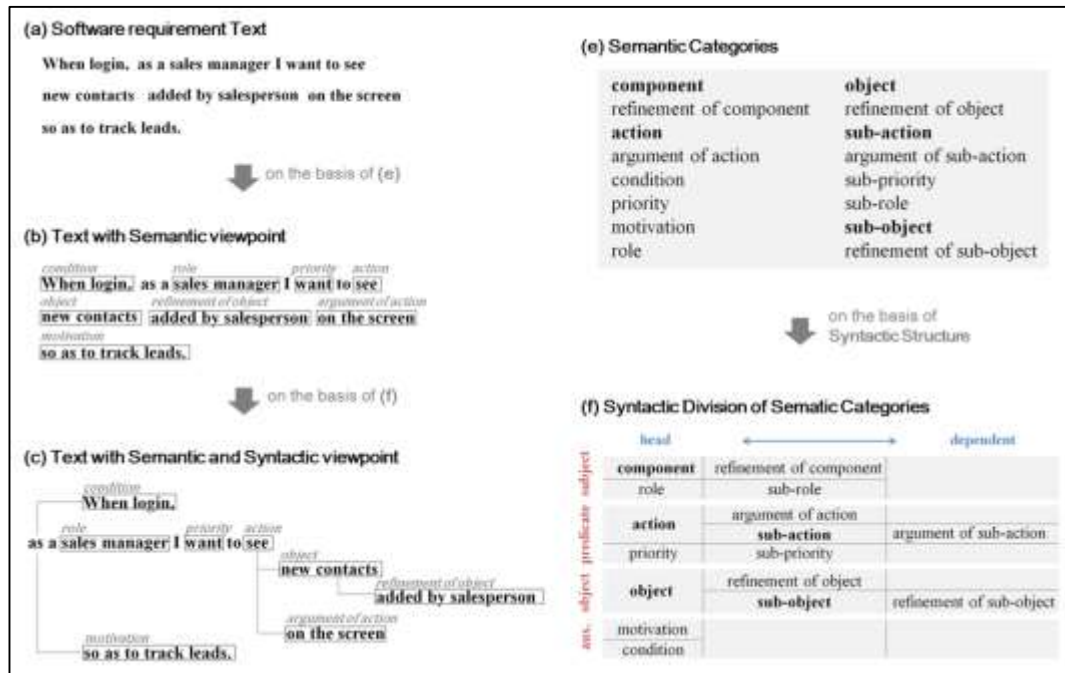 (a) Software requirement Text
When login, as a sales manager I want to see
new contacts added by salesperson on the screen
so as to track leads.
on the basis of (e)
(b) Text with Semantic viewpoint
condition role priority action
When login, as a sales manager I want to see
object refinement of object argument of action
new contacts added by salesperson on the screen
motivation
so as to track leads.
on the basis of (f)
(c) Text with Semantic and Syntactic viewpoint
condition
When login,
role priority action
as a sales manager I want to see
object
new contacts
refinement of object
added by salesperson
argument of action
on the screen
motivation
so as to track leads.
(e) Semantic Categories
component object
refinement of component refinement of object
action sub-action
argument of action argument of sub-action
condition sub-priority
priority sub-role
motivation sub-object
role refinement of sub-object
on the basis of
Syntactic Structure
(f) Syntactic Division of Sematic Categories
head dependent
subject
component refinement of component
role sub-role
predicate
action argument of action
sub-action argument of sub-action
priority sub-priority
object
object refinement of object
sub-object refinement of sub-object
aux.
motivation
condition